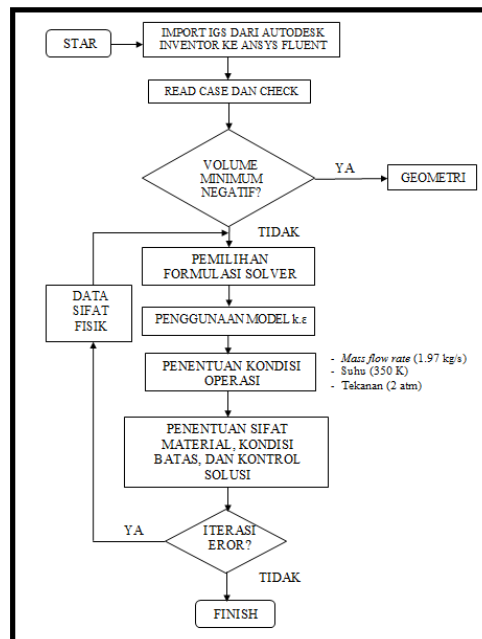 STAR
IMPORT IGS DARI AUTODESK
INVENTOR KE ANSYS FLUENT
READ CASE DAN CHECK
VOLUME
MINIMUM
NEGATIF?
YA
GEOMETRI
TIDAK
PEMILIHAN
FORMULASI SOLVER
DATA
SIFAT
FISIK
PENGGUNAAN MODEL k.ε
PENENTUAN KONDISI
OPERASI
- Mass flow rate (1.97 kg/s)
- Suhu (350 K)
- Tekanan (2 atm)
PENENTUAN SIFAT
MATERIAL, KONDISI
BATAS, DAN KONTROL
SOLUSI
YA
ITERASI
EROR?
TIDAK
FINISH